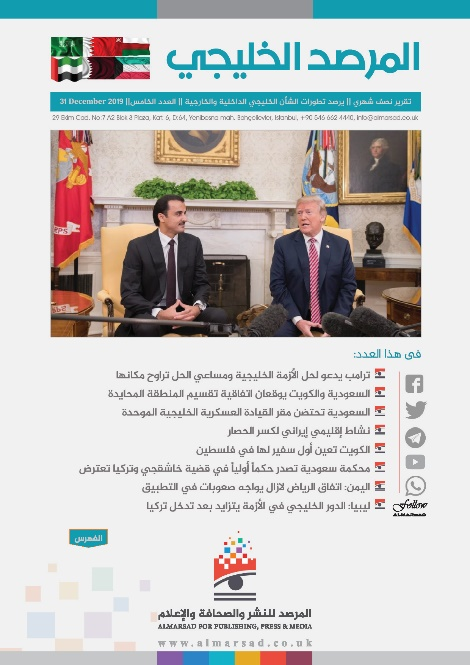 المرصد الخليجي
تقرير نصف شهري || يرصد تطورات الشأن الخليجي الداخلية والخارجية || العدد الخامس|| 31 December 2019
29 Ekim Cad. No:7 A2 Blok 3 Plaza, Kat: 6, D:64, Yenibosna mah. Bahçelievler, Istanbul, +90 546 662 4440, info@almarsad.co.uk
في هذا العدد:
ترامب يدعو لحل الأزمة الخليجية ومساعي الحل تراوح مكانها
السعودية والكويت يوقعان اتفاقية تقسيم المنطقة المحايدة
السعودية تحتضن مقر القيادة العسكرية الخليجية الموحدة
نشاط إقليمي إيراني لكسر الحصار
الكويت تعين أول سفير لها في فلسطين
محكمة سعودية تصدر حكماً أولياً في قضية خاشقجي وتركيا تعترض
اليمن: اتفاق الرياض لازال يواجه صعوبات في التطبيق
ليبيا: الدور الخليجي في الأزمة يتزايد بعد تدخل تركيا
Follow
ALMARSAD
الفهرس
المرصد للنشر والصحافة والإعلام
ALMARSAD FOR PUBLISHING, PRESS & MEDIA
www.almarsad.co.uk